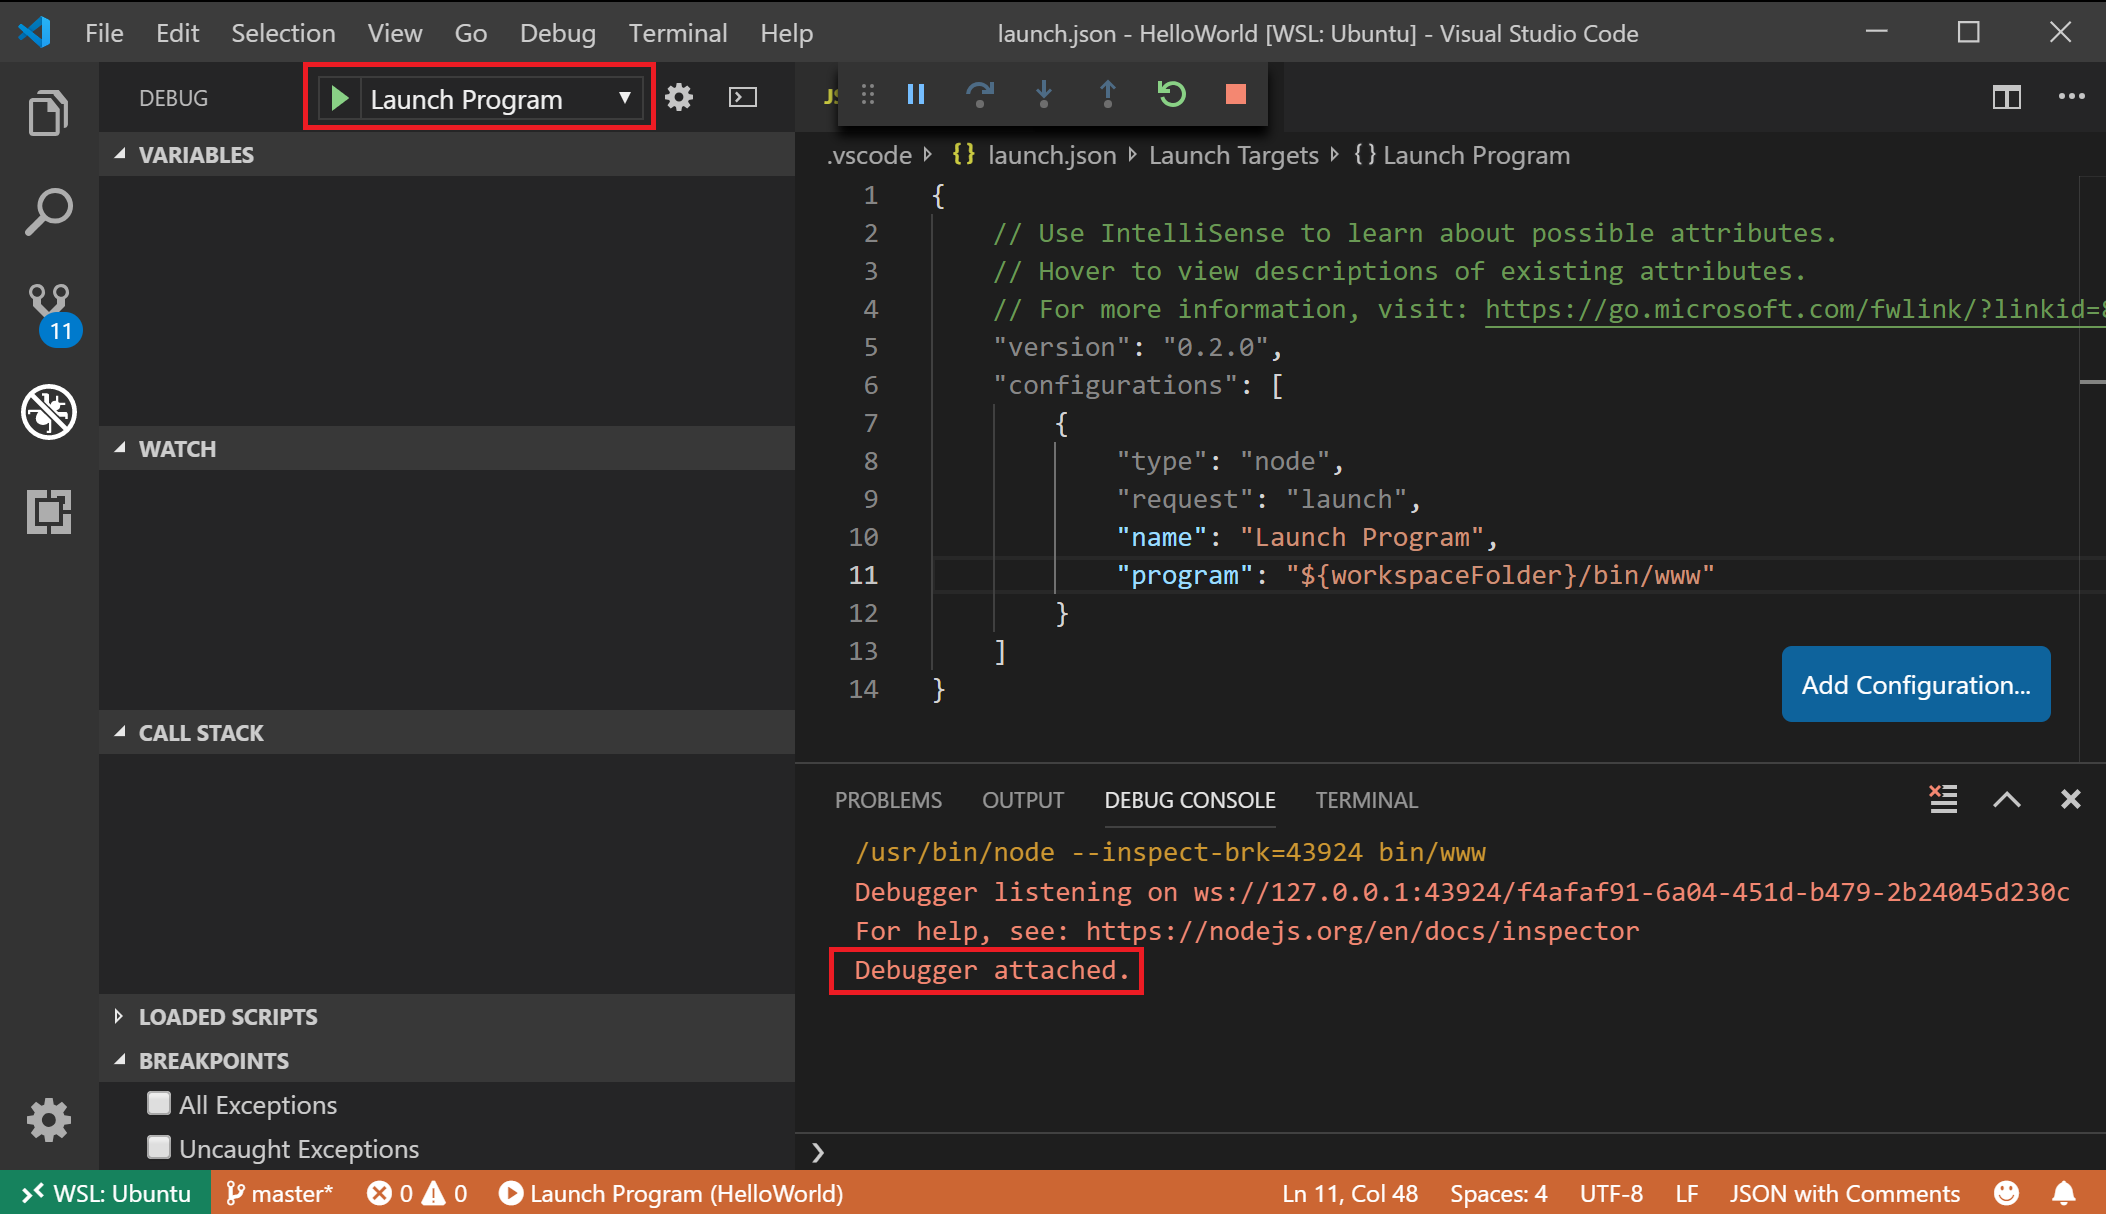 File Edit Selection View Go Debug Terminal Help
launch.json - HelloWorld [WSL: Ubuntu] - Visual Studio Code
DEBUG
Launch Program
VARIABLES
11
WATCH
CALL STACK
LOADED SCRIPTS
BREAKPOINTS
All Exceptions
Uncaught Exceptions
.vscode {} launch.json Launch Targets {} Launch Program
1 {
2 // Use IntelliSense to learn about possible attributes.
3 // Hover to view descriptions of existing attributes.
4 // For more information, visit: https://go.microsoft.com/fwlink/?linkid=
5 "version": "0.2.0",
6 "configurations": [
7 {
8 "type": "node",
9 "request": "launch",
10 "name": "Launch Program",
11 "program": "${workspaceFolder}/bin/www"
12 }
13 ]
14 }
Add Configuration...
PROBLEMS OUTPUT DEBUG CONSOLE TERMINAL
/usr/bin/node --inspect-brk=43924 bin/www
Debugger listening on ws://127.0.0.1:43924/f4afaf91-6a04-451d-b479-2b24045d230c
For help, see: https://nodejs.org/en/docs/inspector
Debugger attached.
WSL: Ubuntu master* 0 0 Launch Program (HelloWorld) Ln 11, Col 48 Spaces: 4 UTF-8 LF JSON with Comments